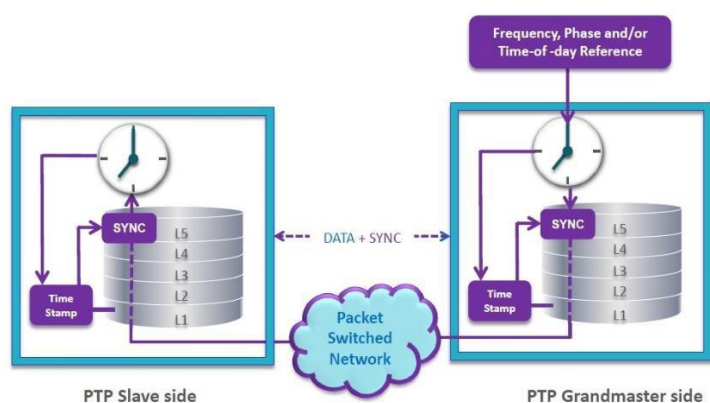 Frequency, Phase and/or
Time-of -day Reference
SYNC
L5
L4
L3
L2
L1
Time
Stamp
DATA + SYNC
Packet
Switched
Network
SYNC
L5
L4
L3
L2
L1
Time
Stamp
PTP Slave side
PTP Grandmaster side